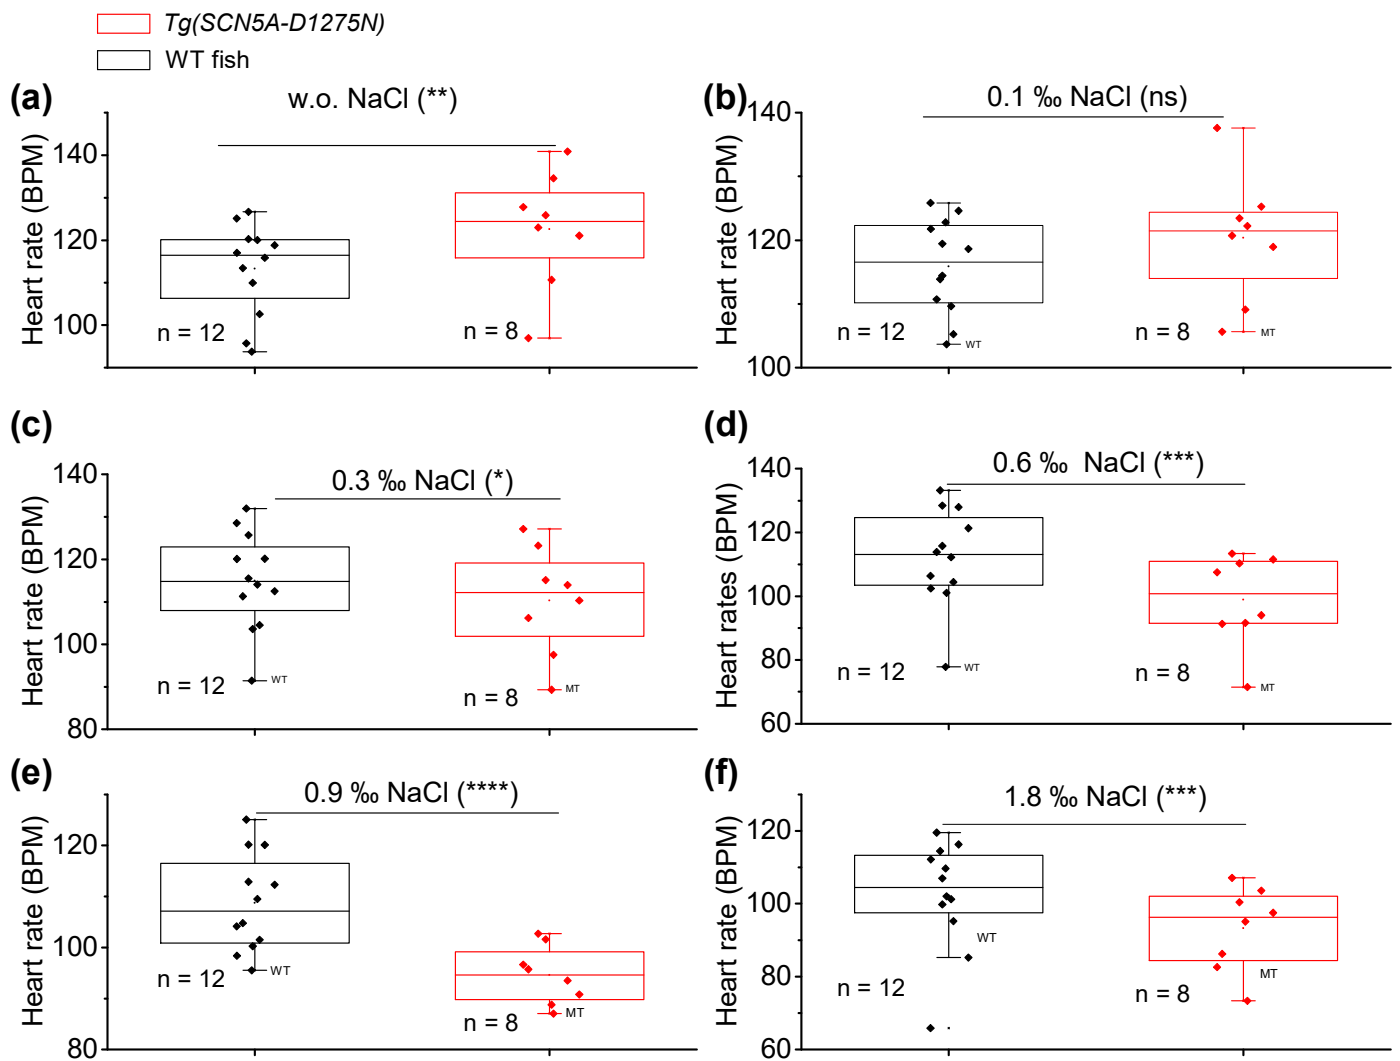 Tg(SCN5A-D1275N)
WT fish
(a)
w.o. NaCl (**)
Heart rate (BPM)
140
120
100
n = 12
n = 8
(b)
0.1 ‰ NaCl (ns)
Heart rate (BPM)
140
120
100
n = 12
WT
n = 8
MT
(c)
0.3 ‰ NaCl (*)
Heart rate (BPM)
140
120
100
80
n = 12
WT
n = 8
MT
(d)
0.6 ‰ NaCl (***)
Heart rates (BPM)
140
120
100
80
60
n = 12
WT
n = 8
MT
(e)
0.9 ‰ NaCl (****)
Heart rate (BPM)
120
100
80
n = 12
WT
n = 8
MT
(f)
1.8 ‰ NaCl (***)
Heart rate (BPM)
120
100
80
60
n = 12
WT
n = 8
MT